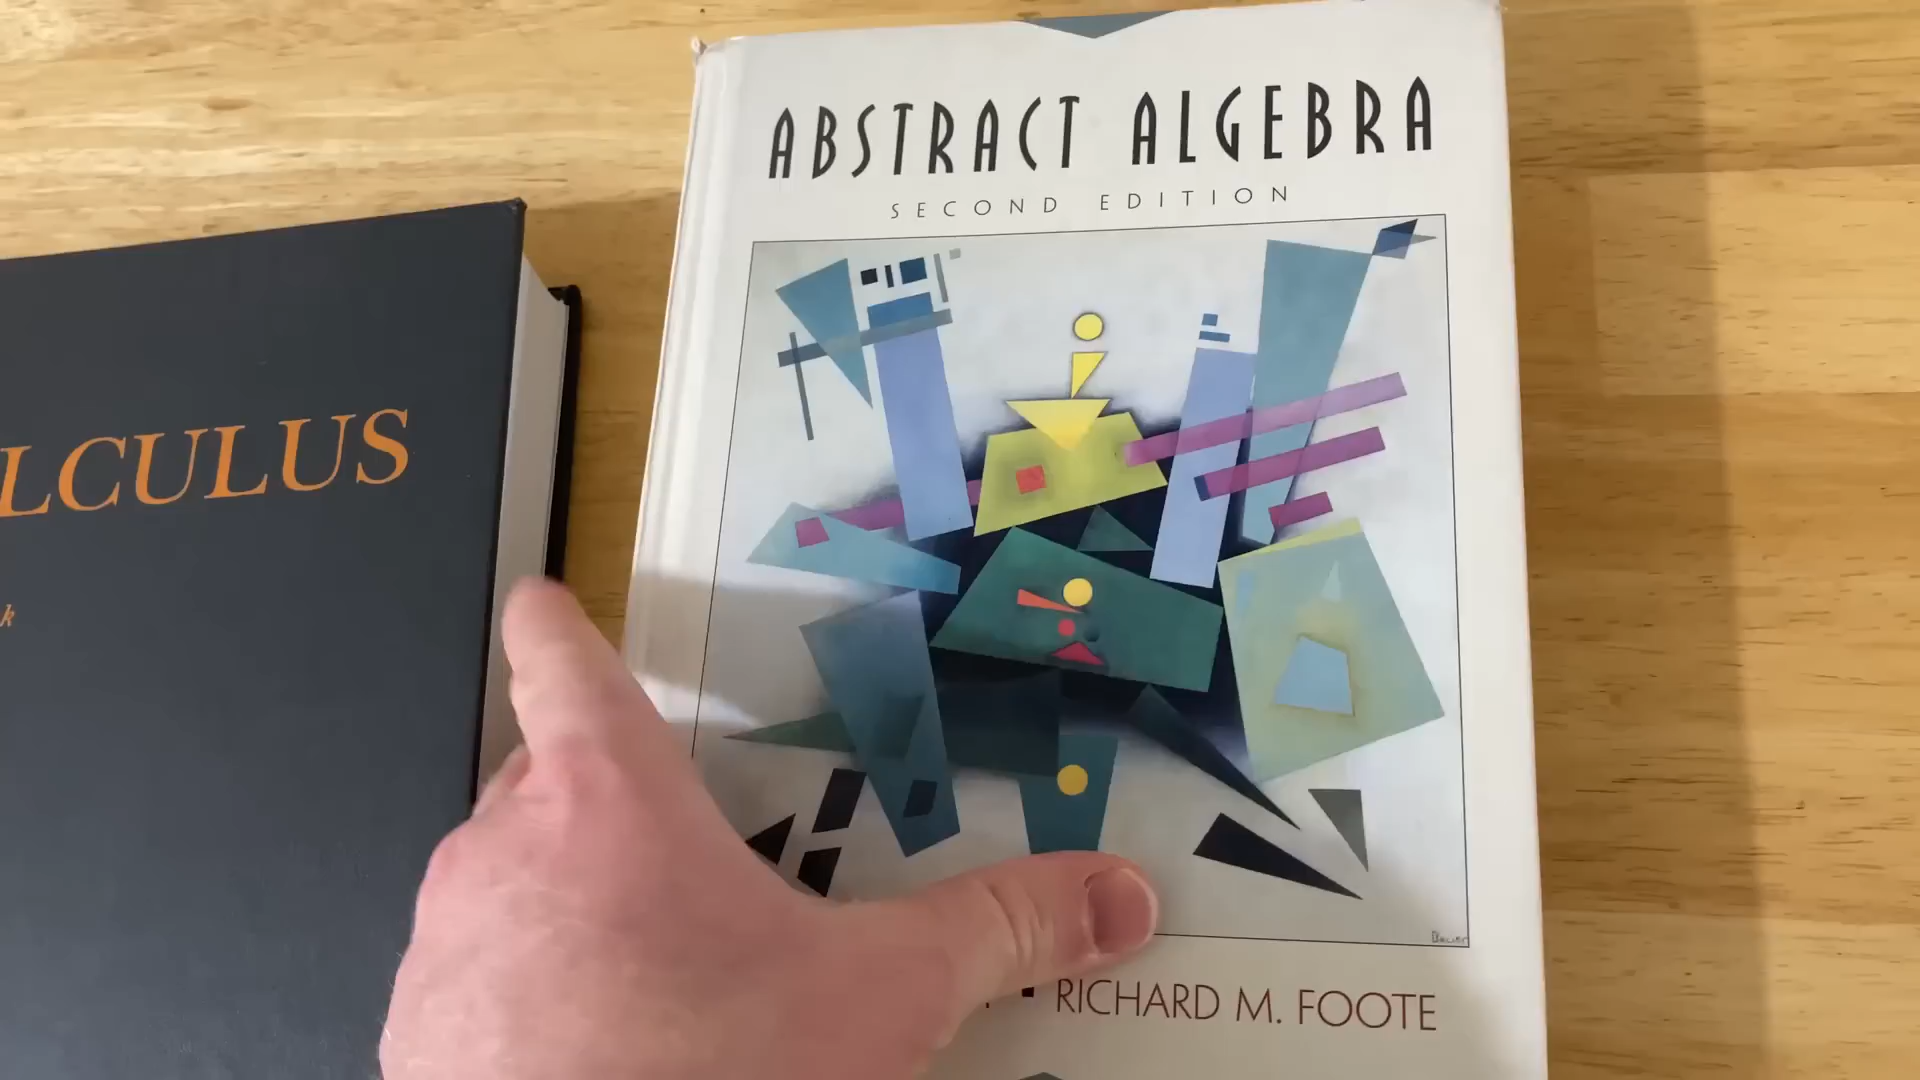 LCULUS
k
ABSTRACT ALGEBRA
SECOND EDITION
RICHARD M. FOOTE